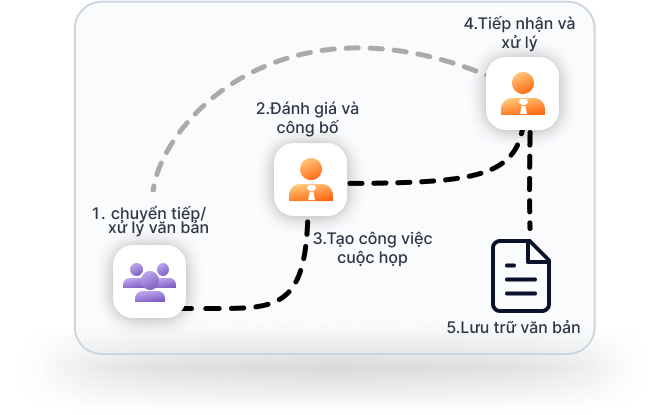 1. chuyển tiếp/
xử lý văn bản
2.Đánh giá và
công bố
3.Tạo công việc
cuộc họp
4.Tiếp nhận và
xử lý
5.Lưu trữ văn bản